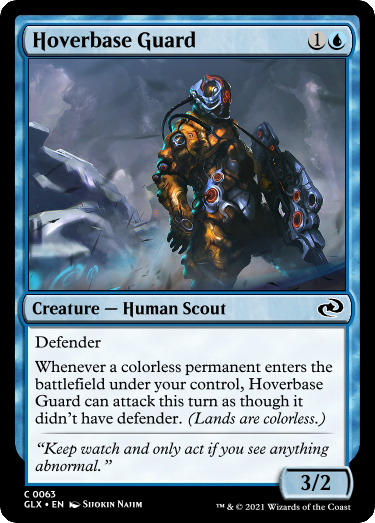 Hoverbase Guard 1
Creature — Human Scout
Defender
Whenever a colorless permanent enters the
battlefield under your control, Hoverbase
Guard can attack this turn as though it
didn't have defender. (Lands are colorless.)
“Keep watch and only act if you see anything
abnormal.”
3/2
C 0063
GLX • EN Shokin Najim
™ & © 2021 Wizards of the Coast